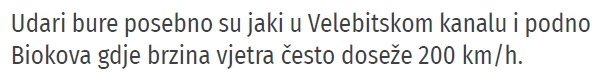 Udari bure posebno su jaki u Velebitskom kanalu i podno
Biokova gdje brzina vjetra često doseže 200 km/h.